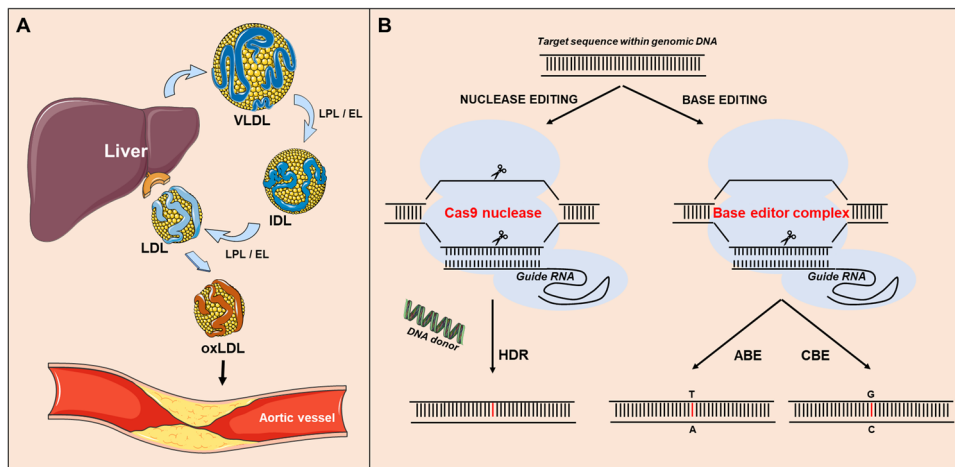 A
VLDL
LPL / EL
Liver
IDL
LDL
LPL / EL
oxLDL
Aortic vessel
B
Target sequence within genomic DNA
NUCLEASE EDITING
BASE EDITING
Cas9 nuclease
Base editor complex
Guide RNA
Guide RNA
DNA donor
HDR
ABE
CBE
T
G
A
C